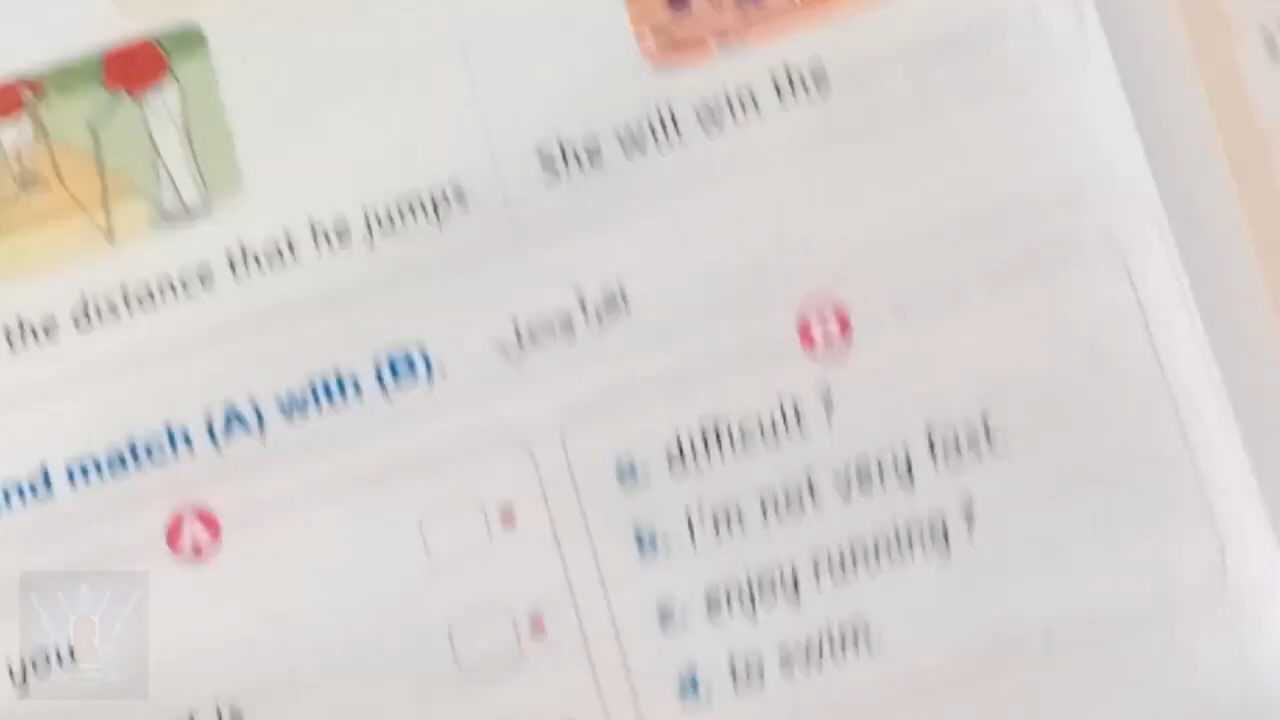 She will win the
the distance that he jumps
nd match (A) with (B).
B
a. difficult ?
A
b. I'm not very fast.
c. enjoy running ?
d. to swim.
you